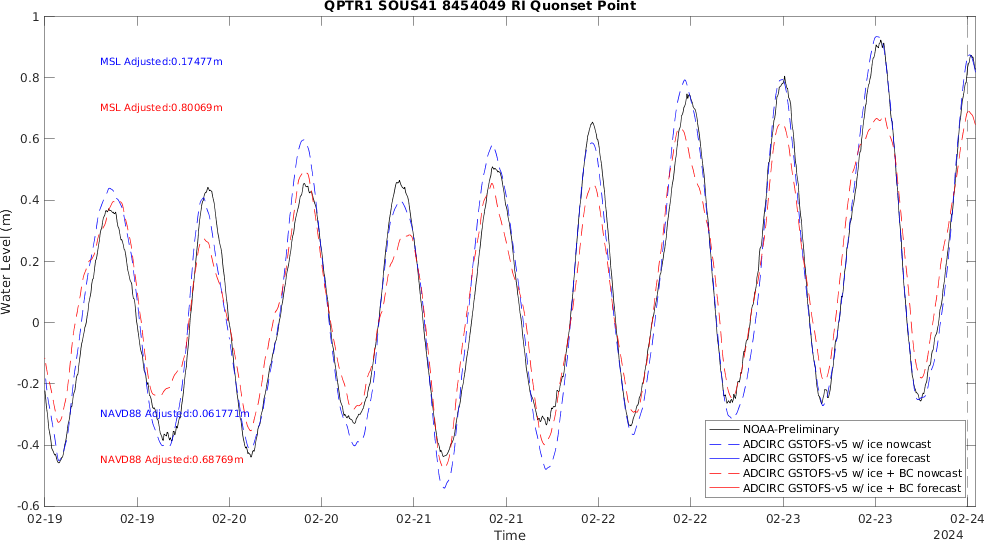 QPTR1 SOUS41 8454049 RI Quonset Point
1
0.8
0.6
0.4
0.2
0
-0.2
-0.4
-0.6
Water Level (m)
MSL Adjusted:0.17477m
MSL Adjusted:0.80069m
NAVD88 Adjusted:0.061771m
NAVD88 Adjusted:0.68769m
NOAA-Preliminary
ADCIRC GSTOFS-v5 w/ ice nowcast
ADCIRC GSTOFS-v5 w/ ice forecast
ADCIRC GSTOFS-v5 w/ ice + BC nowcast
ADCIRC GSTOFS-v5 w/ ice + BC forecast
02-19 02-19 02-20 02-20 02-21 02-21 02-22 02-22 02-23 02-23 02-24
Time
2024